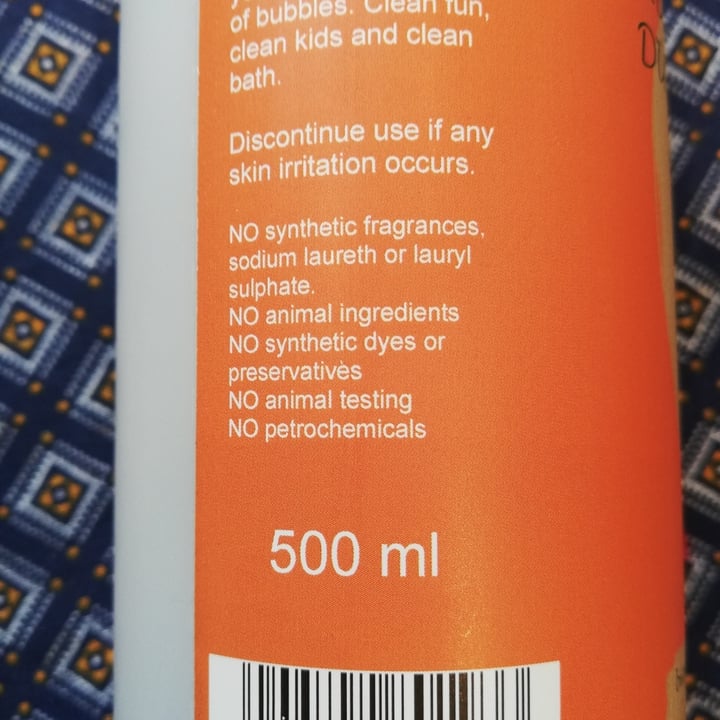 of bubbles. Clean fun,
clean kids and clean
bath.
Discontinue use if any
skin irritation occurs.
NO synthetic fragrances,
sodium laureth or lauryl
sulphate.
NO animal ingredients
NO synthetic dyes or
preservativès
NO animal testing
NO petrochemicals
500 ml